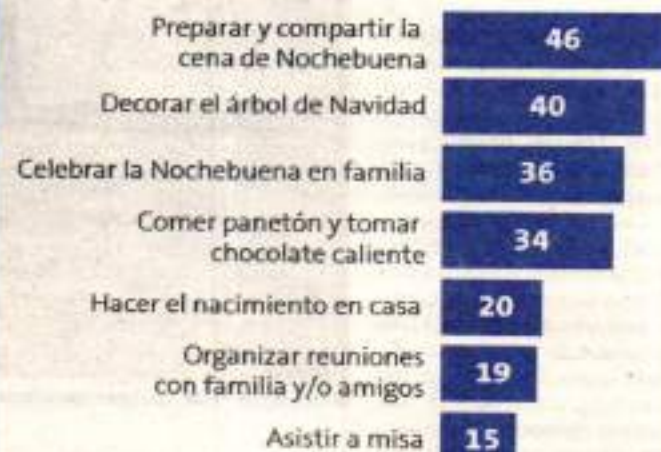 Preparar y compartir la
cena de Nochebuena
46
Decorar el árbol de Navidad
40
Celebrar la Nochebuena en familia
36
Comer panetón y tomar
chocolate caliente
34
Hacer el nacimiento en casa
20
Organizar reuniones
con familia y/o amigos
19
Asistir a misa
15